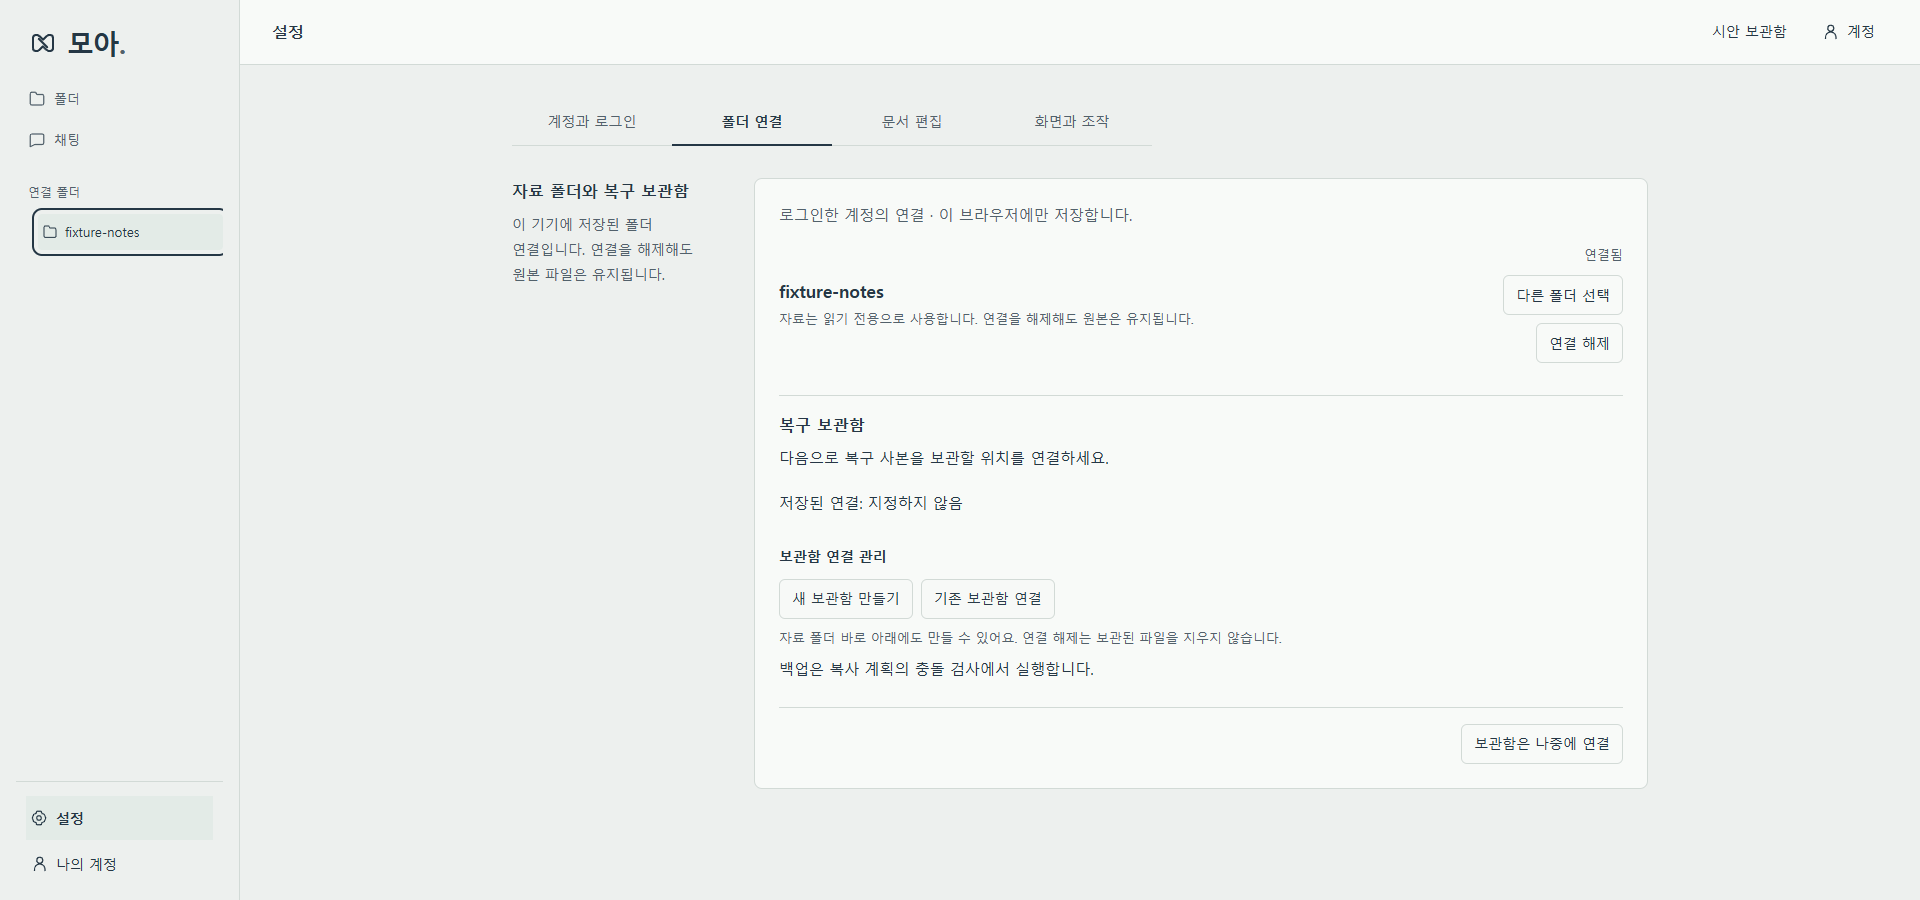 모아.
폴더
채팅
연결 폴더
fixture-notes
설정
나의 계정
설정
시안 보관함
계정
계정과 로그인
폴더 연결
문서 편집
화면과 조작
자료 폴더와 복구 보관함
이 기기에 저장된 폴더
연결입니다. 연결을 해제해도
원본 파일은 유지됩니다.
로그인한 계정의 연결 · 이 브라우저에만 저장합니다.
연결됨
fixture-notes
자료는 읽기 전용으로 사용합니다. 연결을 해제해도 원본은 유지됩니다.
다른 폴더 선택
연결 해제
복구 보관함
다음으로 복구 사본을 보관할 위치를 연결하세요.
저장된 연결: 지정하지 않음
보관함 연결 관리
새 보관함 만들기
기존 보관함 연결
자료 폴더 바로 아래에도 만들 수 있어요. 연결 해제는 보관된 파일을 지우지 않습니다.
백업은 복사 계획의 충돌 검사에서 실행합니다.
보관함은 나중에 연결